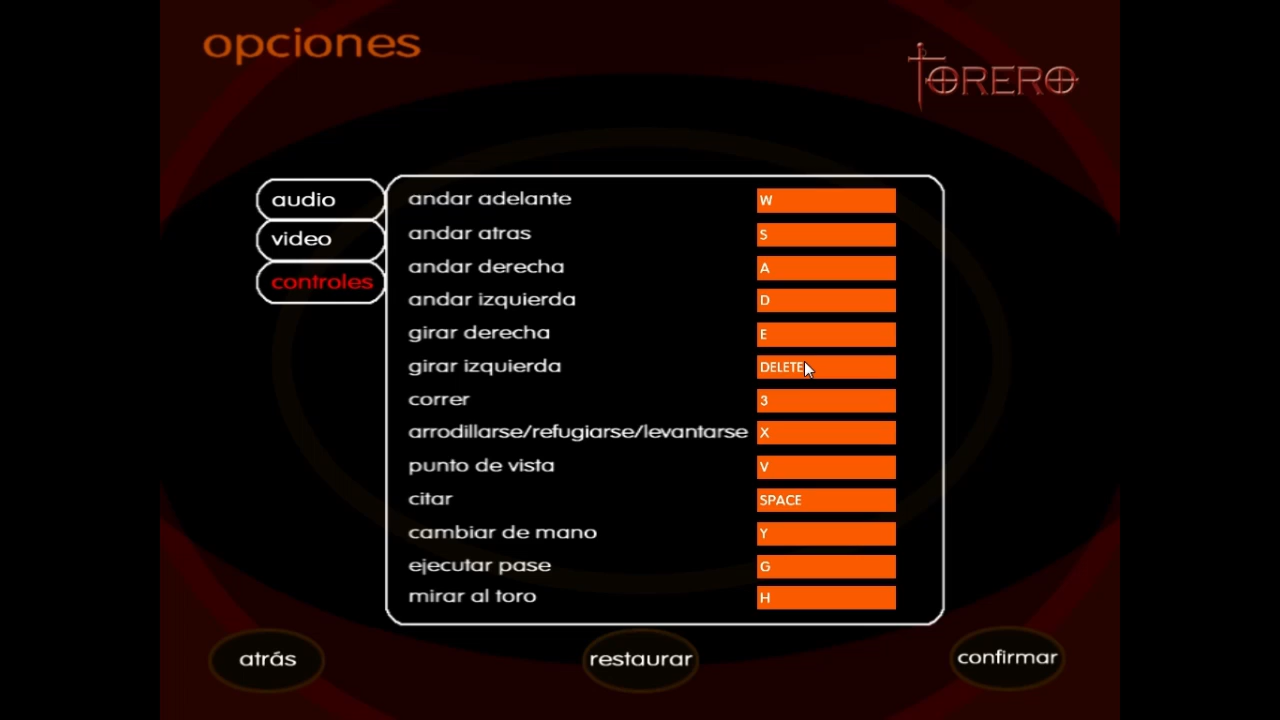 opciones
TORERO
audio
video
controles
andar adelante W
andar atras S
andar derecha A
andar izquierda D
girar derecha E
girar izquierda DELETE
correr 3
arrodillarse/refugiarse/levantarse X
punto de vista V
citar SPACE
cambiar de mano Y
ejecutar pase G
mirar al toro H
atrás
restaurar
confirmar